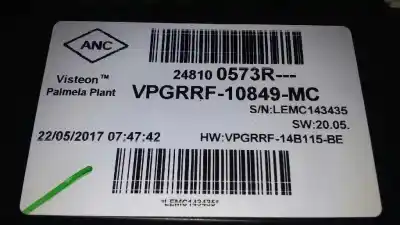 ANC
Visteon™
Palmela Plant
24810 0573R---
VPGRRF-10849-MC
S/N:LEMC143435
SW:20.05.
22/05/2017 07:47:42
HW:VPGRRF-14B115-BE
*LEMC143435*